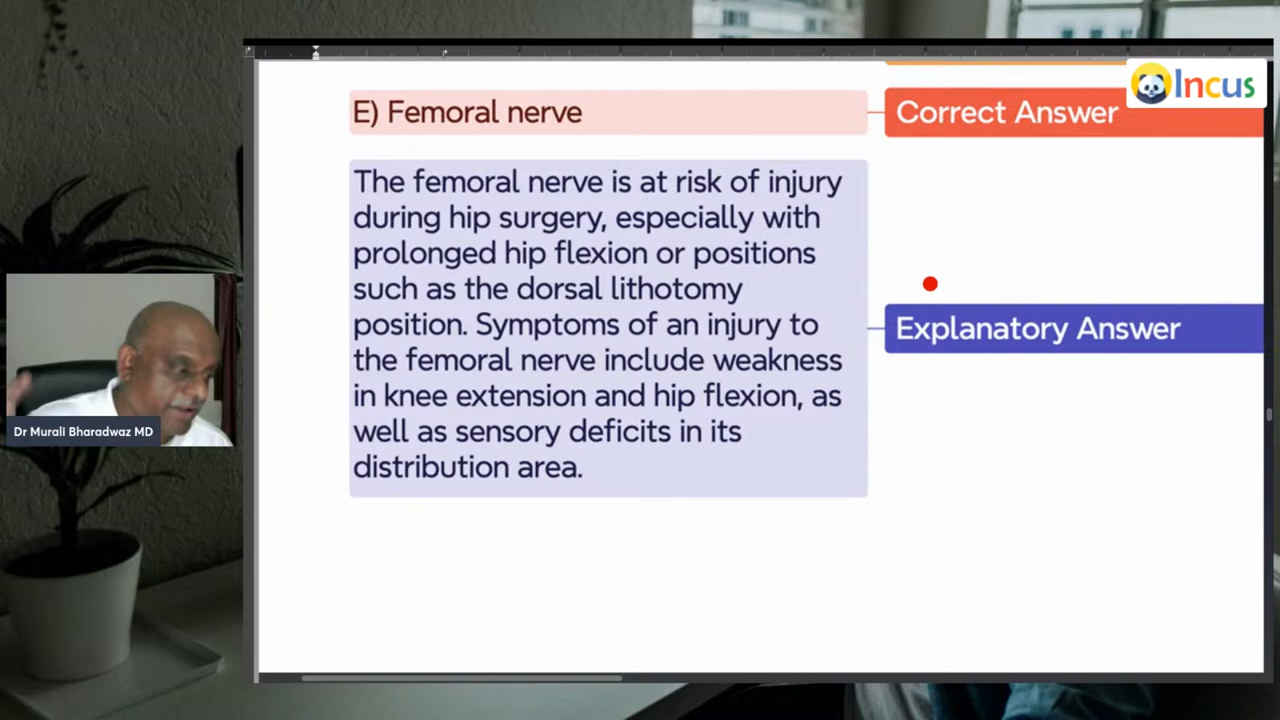 Incus
E) Femoral nerve
Correct Answer
The femoral nerve is at risk of injury
during hip surgery, especially with
prolonged hip flexion or positions
such as the dorsal lithotomy
position. Symptoms of an injury to
the femoral nerve include weakness
in knee extension and hip flexion, as
well as sensory deficits in its
distribution area.
Explanatory Answer
Dr Murali Bharadwaz MD